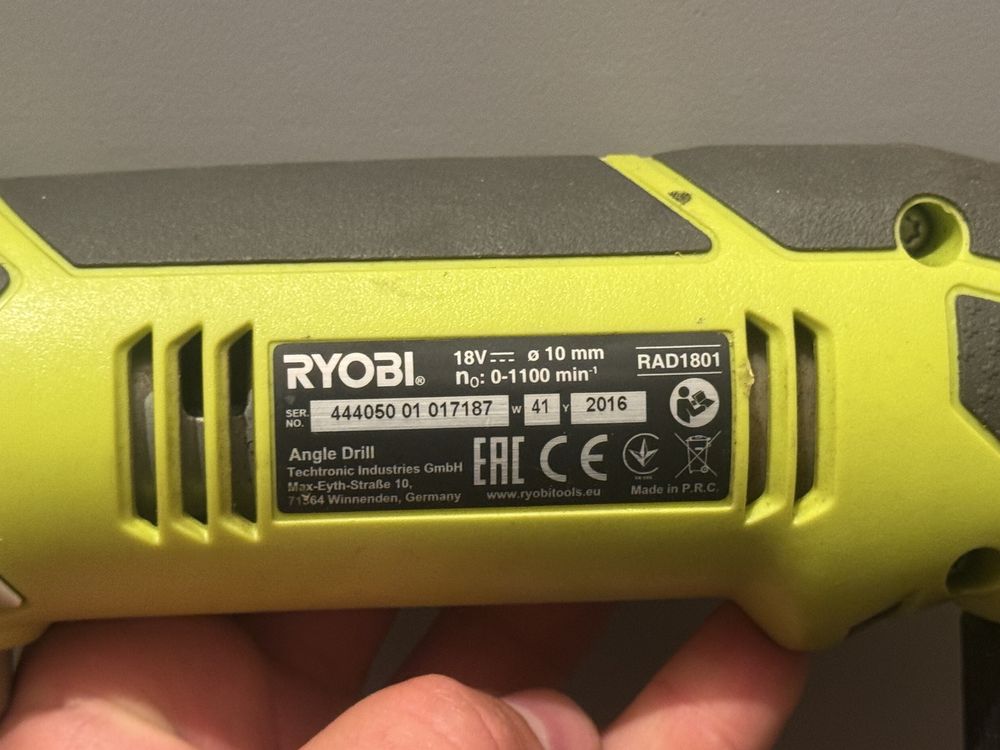 RYOBI®
18V ⎓ ø 10 mm
n₀: 0-1100 min⁻¹
RAD1801
SER. NO. 444050 01 017187 W 41 Y 2016
Angle Drill
Techtronic Industries GmbH
Max-Eyth-Straße 10,
71364 Winnenden, Germany
EAC CE
www.ryobitools.eu
Made in P.R.C.